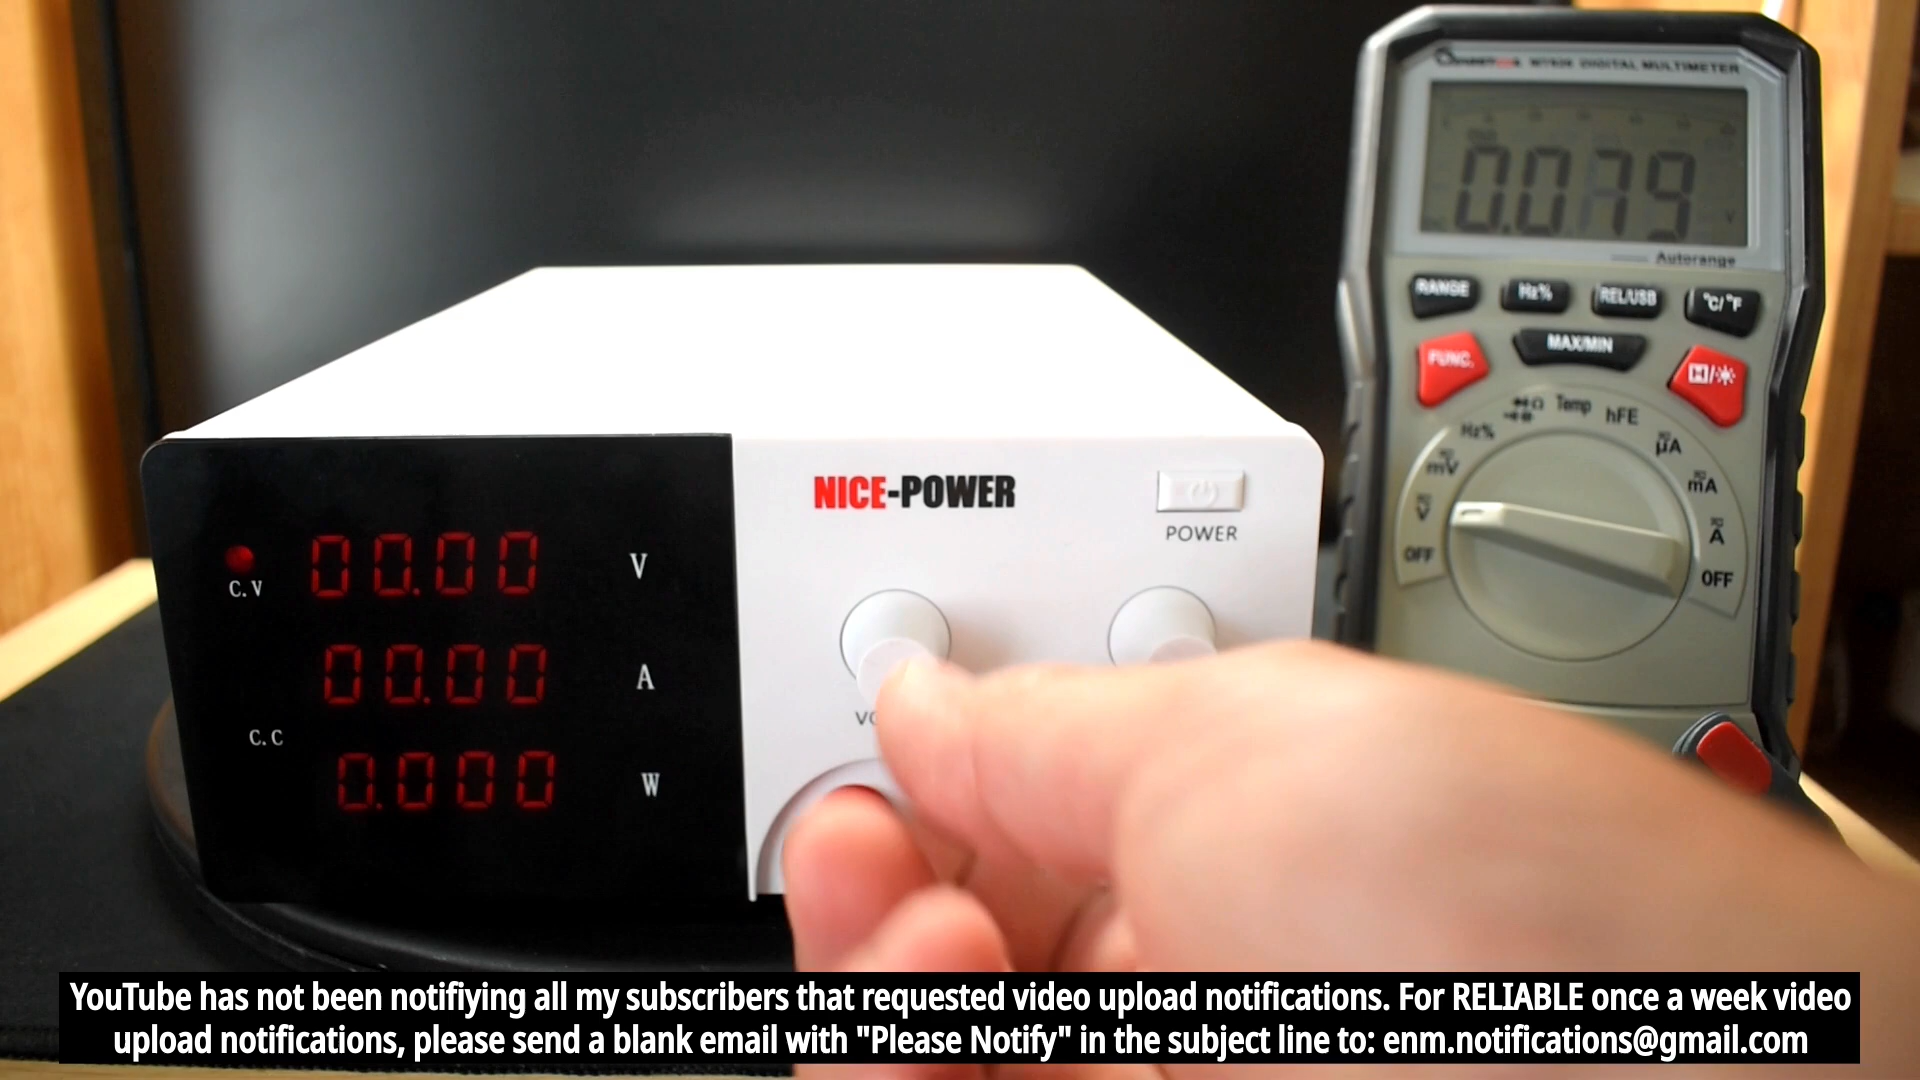 MT826 DIGITAL MULTIMETER
0.079
V
Autorange
RANGE
Hz%
REL/USB
°C/°F
MAX/MIN
FUNC.
H/
Temp
hFE
Hz%
mV
µA
mA
V
A
OFF
OFF
NICE-POWER
POWER
C.V
00.00
V
00.00
A
C.C
0.000
W
YouTube has not been notifiying all my subscribers that requested video upload notifications. For RELIABLE once a week video
upload notifications, please send a blank email with "Please Notify" in the subject line to: enm.notifications@gmail.com